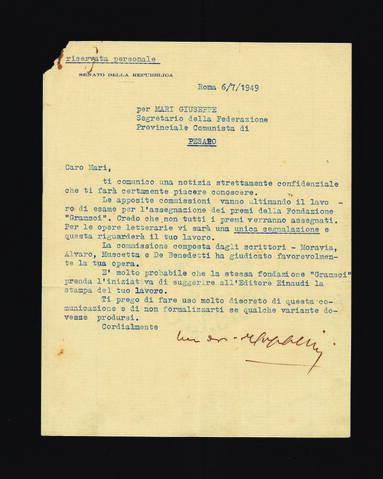 riservata personale
SENATO DELLA REPUBBLICA
Roma 6/7/1949
per MARI GIUSEPPE
Segretario della Federazione
Provinciale Comunista di
PESARO
Caro Mari,
ti comunico una notizia strettamente confidenziale
che ti farà certamente piacere conoscere.
Le apposite commissioni vanno ultimando il lavo -
ro di esame per l'assegnazione dei premi della Fondazione
"Gramsci". Credo che non tutti i premi verranno assegnati.
Per le opere letterarie vi sarà una unica segnalazione e
questa riguarderà il tuo lavoro.
La commissione composta dagli scrittori - Moravia,
Alvaro, Muscetta e De Benedetti ha giudicato favorevolmen-
te la tua opera.
E' molto probabile che la stessa fondazione "Gramsci"
prenda l'iniziativa di suggerire all'Editore Einaudi la
stampa del tuo lavoro.
Ti prego di fare uso molto discreto di questa co-
municazione e di non formalizzarti se qualche variante do-
vesse prodursi.
Cordialmente